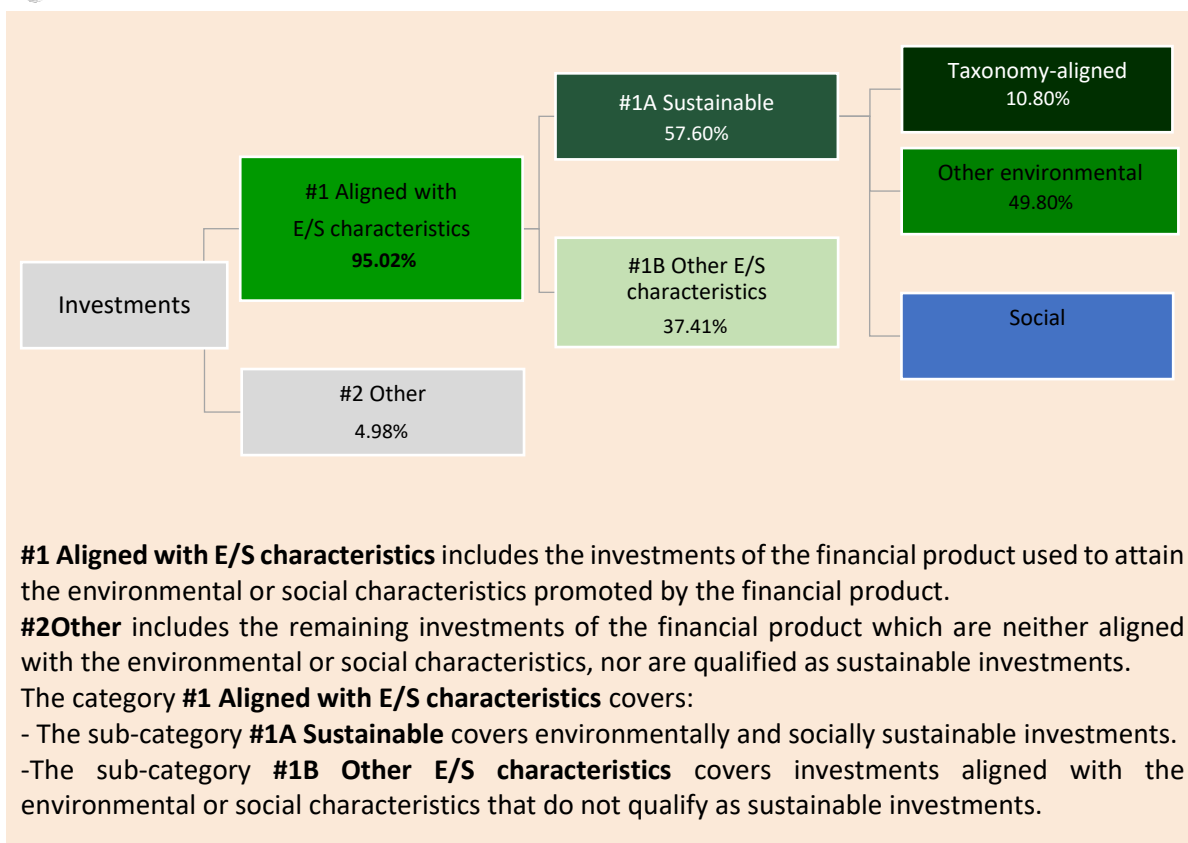 Investments
#1 Aligned with
E/S characteristics
95.02%
#2 Other
4.98%
#1A Sustainable
57.60%
#1B Other E/S
characteristics
37.41%
Taxonomy-aligned
10.80%
Other environmental
49.80%
Social
#1 Aligned with E/S characteristics includes the investments of the financial product used to attain
the environmental or social characteristics promoted by the financial product.
#2Other includes the remaining investments of the financial product which are neither aligned
with the environmental or social characteristics, nor are qualified as sustainable investments.
The category #1 Aligned with E/S characteristics covers:
- The sub-category #1A Sustainable covers environmentally and socially sustainable investments.
-The sub-category #1B Other E/S characteristics covers investments aligned with the
environmental or social characteristics that do not qualify as sustainable investments.